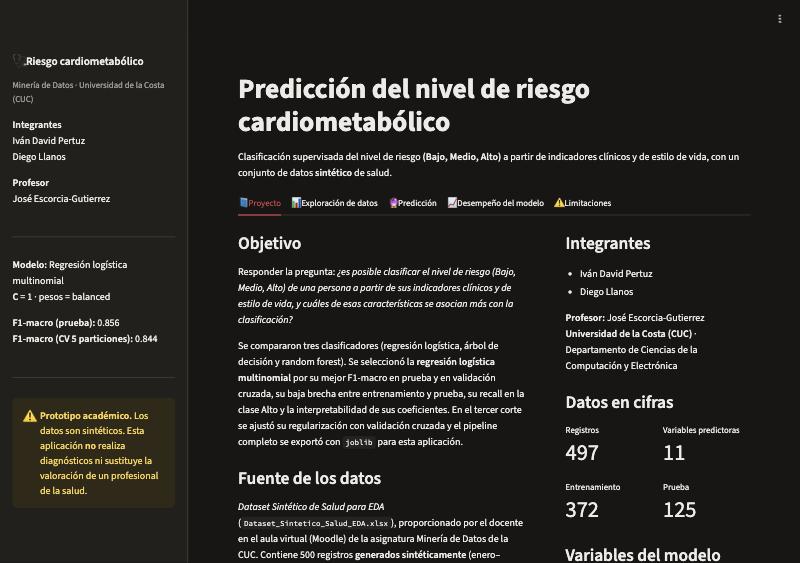 Riesgo cardiometabólico
Minería de Datos · Universidad de la Costa
(CUC)
Integrantes
Iván David Pertuz
Diego Llanos
Profesor
José Escorcia-Gutierrez
Modelo: Regresión logística
multinomial
C = 1 · pesos = balanced
F1-macro (prueba): 0.856
F1-macro (CV 5 particiones): 0.844
Prototipo académico. Los
datos son sintéticos. Esta
aplicación no realiza
diagnósticos ni sustituye la
valoración de un profesional
de la salud.
Predicción del nivel de riesgo
cardiometabólico
Clasificación supervisada del nivel de riesgo (Bajo, Medio, Alto) a partir de indicadores clínicos y de estilo de vida, con un
conjunto de datos sintético de salud.
Proyecto Exploración de datos Predicción Desempeño del modelo Limitaciones
Objetivo
Responder la pregunta: ¿es posible clasificar el nivel de riesgo (Bajo,
Medio, Alto) de una persona a partir de sus indicadores clínicos y de
estilo de vida, y cuáles de esas características se asocian más con la
clasificación?
Se compararon tres clasificadores (regresión logística, árbol de
decisión y random forest). Se seleccionó la regresión logística
multinomial por su mejor F1-macro en prueba y en validación
cruzada, su baja brecha entre entrenamiento y prueba, su recall en la
clase Alto y la interpretabilidad de sus coeficientes. En el tercer corte
se ajustó su regularización con validación cruzada y el pipeline
completo se exportó con joblib para esta aplicación.
Fuente de los datos
Dataset Sintético de Salud para EDA
(Dataset_Sintetico_Salud_EDA.xlsx), proporcionado por el docente
en el aula virtual (Moodle) de la asignatura Minería de Datos de la
CUC. Contiene 500 registros generados sintéticamente (enero–
Integrantes
• Iván David Pertuz
• Diego Llanos
Profesor: José Escorcia-Gutierrez
Universidad de la Costa (CUC) ·
Departamento de Ciencias de la
Computación y Electrónica
Datos en cifras
Registros Variables predictoras
497 11
Entrenamiento Prueba
372 125
Variables del modelo